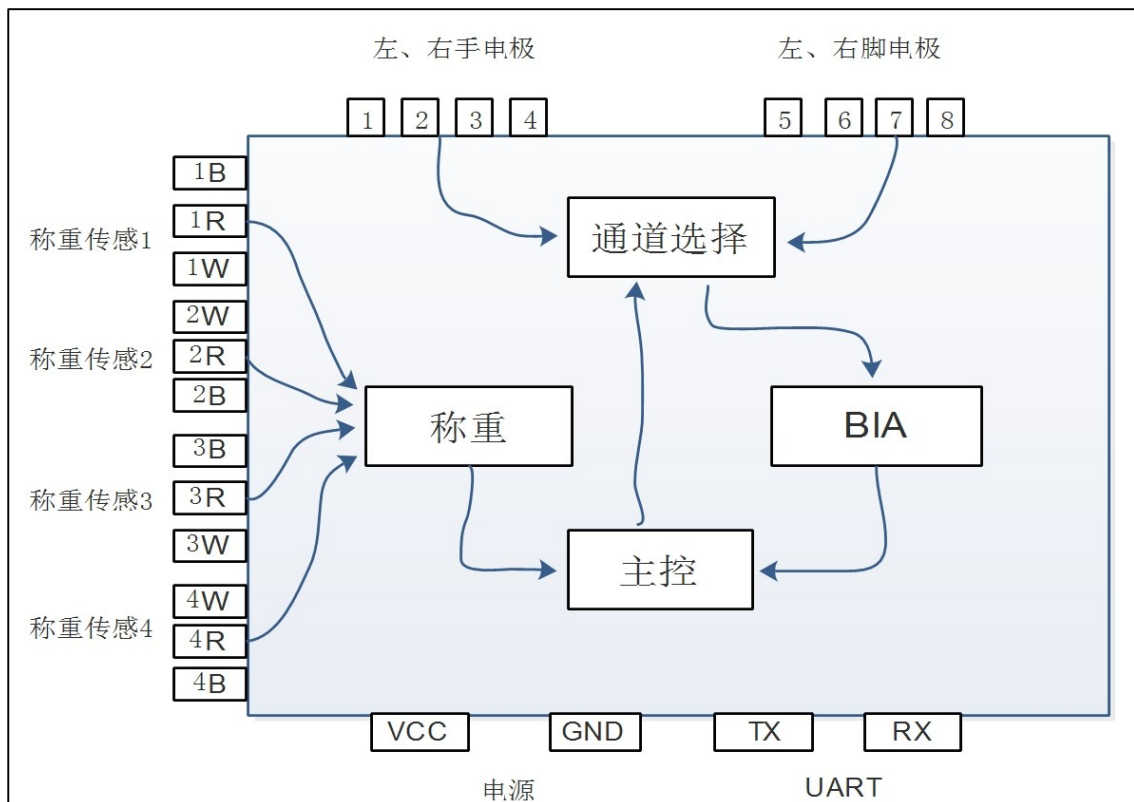 左、右手电极
左、右脚电极
1 2 3 4
5 6 7 8
1B
1R
称重传感1
1W
2W
2R
称重传感2
2B
3B
3R
称重传感3
3W
4W
4R
称重传感4
4B
通道选择
称重
BIA
主控
VCC
GND
TX
RX
电源
UART